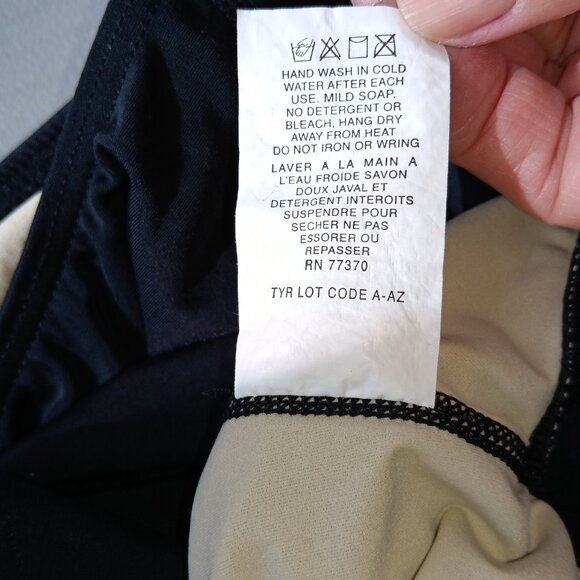 HAND WASH IN COLD
WATER AFTER EACH
USE. MILD SOAP.
NO DETERGENT OR
BLEACH, HANG DRY
AWAY FROM HEAT
DO NOT IRON OR WRING
LAVER A LA MAIN A
L'EAU FROIDE SAVON
DOUX JAVAL ET
DETERGENT INTEROITS
SUSPENDRE POUR
SECHER NE PAS
ESSORER OU
REPASSER
RN 77370
TYR LOT CODE A-AZ